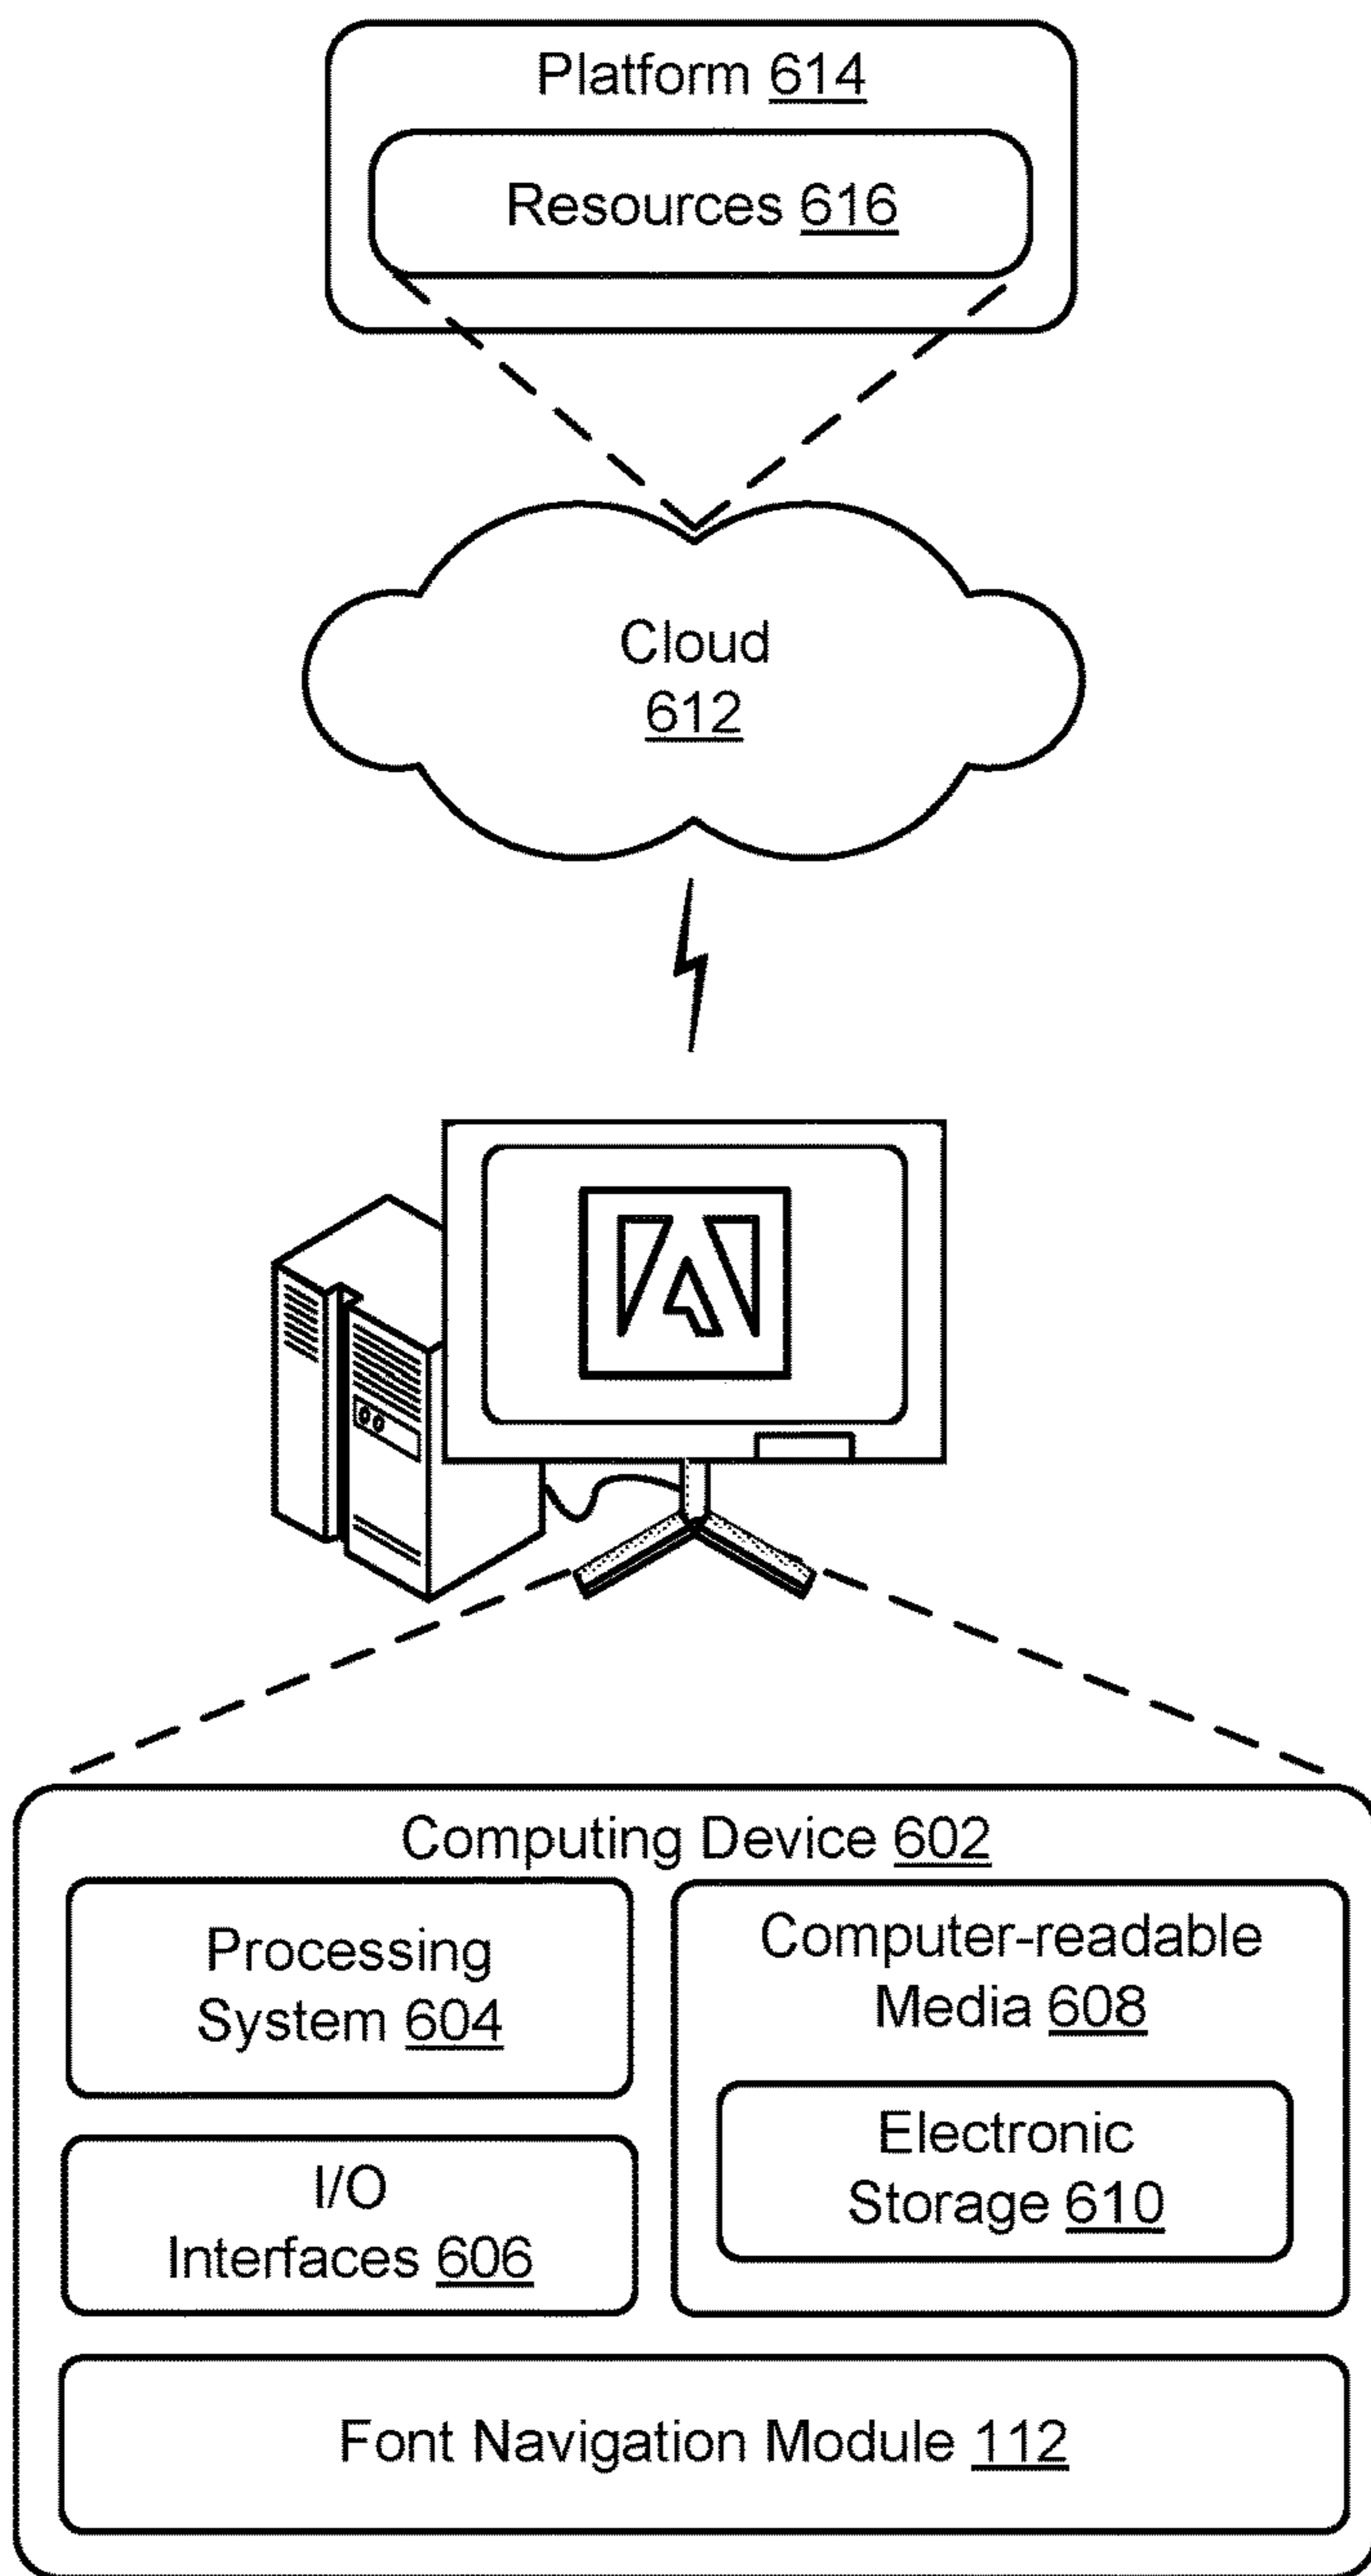 Platform 614
Resources 616
Cloud
612
Computing Device 602
Processing
System 604
Computer-readable
Media 608
I/O
Interfaces 606
Electronic
Storage 610
Font Navigation Module 112